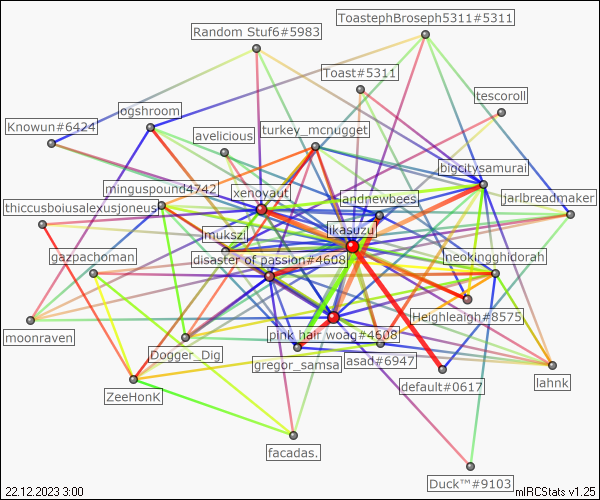 ToastephBroseph5311#5311
Random Stuf6#5983
Toast#5311
tescoroll
ogshroom
Knowun#6424
turkey_mcnugget
avelicious
bigcitysamurai
minguspound4742
xenovaut
andnewbees
jarlbreadmaker
thiccusboiusalexusjoneus
mukszi
likasuzu
gazpachoman
disaster of passion#4608
neokingghidorah
Heighleaigh#8575
moonraven
pink hair woag#4608
Dogger_Dig
gregor_samsa
asad#6947
default#0617
lahnk
ZeeHonK
facadas.
Duck™#9103
22.12.2023 3:00
mIRCStats v1.25